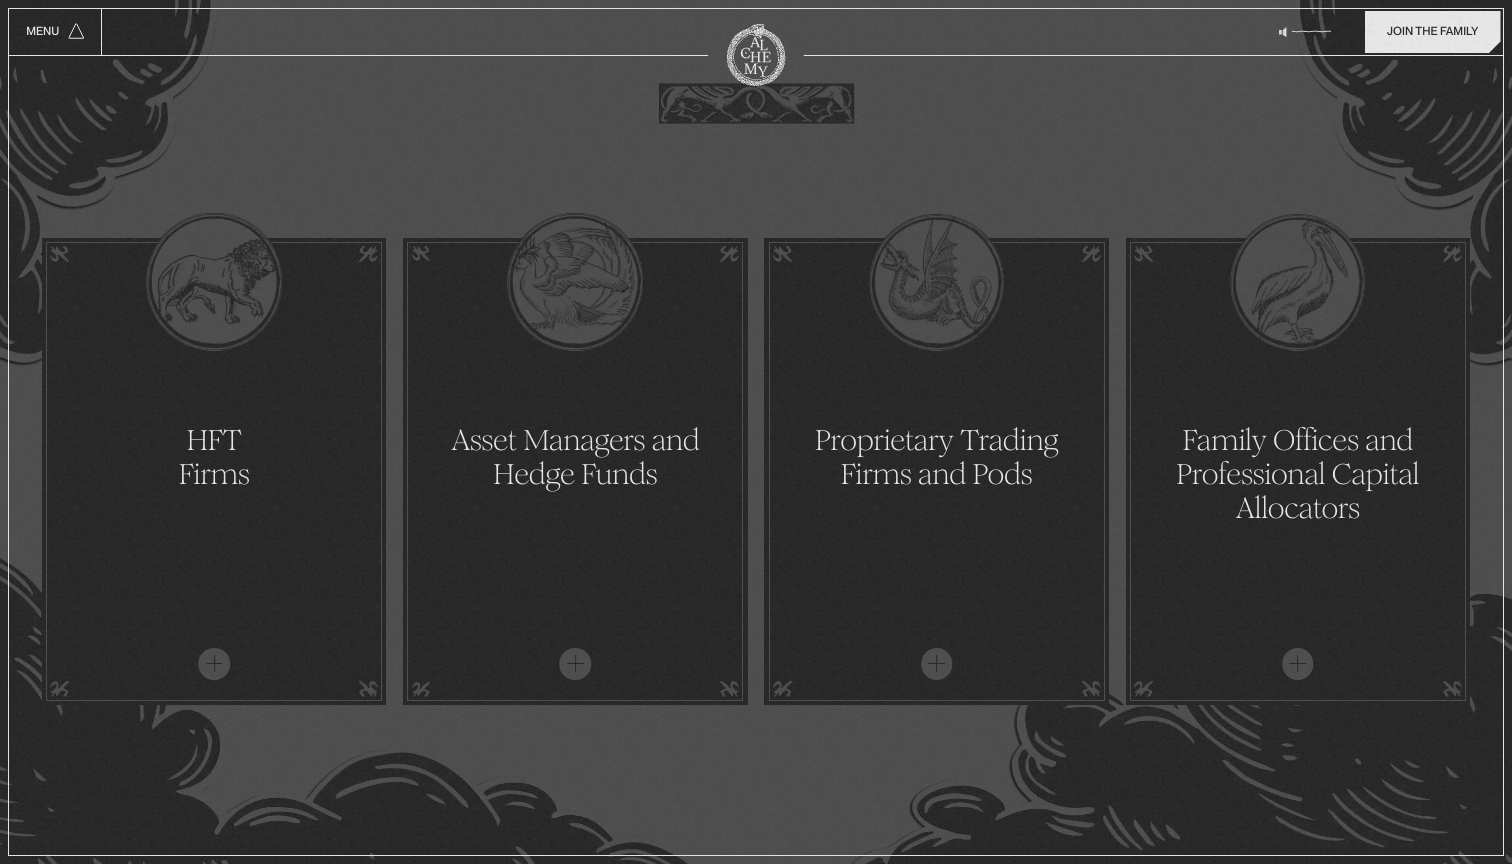 MENU
AL
CHE
MY
JOIN THE FAMILY
HFT
Firms
Asset Managers and
Hedge Funds
Proprietary Trading
Firms and Pods
Family Offices and
Professional Capital
Allocators